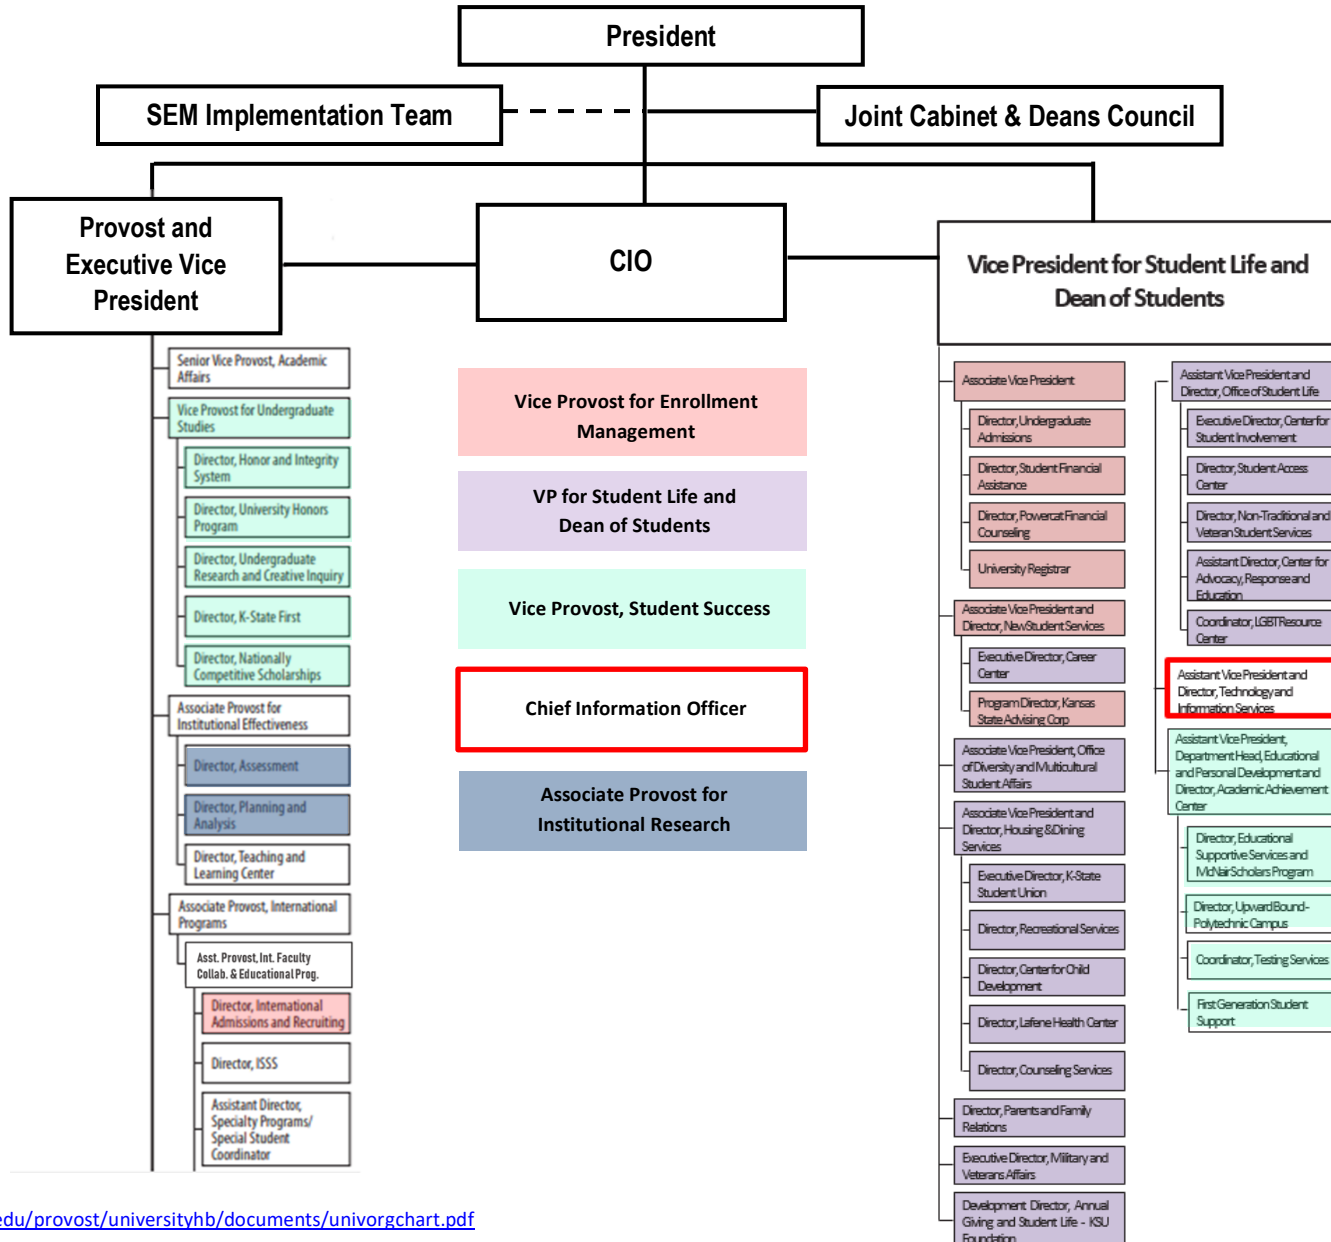 President
SEM Implementation Team
Joint Cabinet & Deans Council
Provost and
Executive Vice
President
CIO
Vice President for Student Life and
Dean of Students
Senior Vice Provost, Academic
Affairs
Vice Provost for Undergraduate
Studies
Director, Honor and Integrity
System
Director, University Honors
Program
Director, Undergraduate
Research and Creative Inquiry
Director, K-State First
Director, Nationally
Competitive Scholarships
Associate Provost for
Institutional Effectiveness
Director, Assessment
Director, Planning and
Analysis
Director, Teaching and
Learning Center
Associate Provost, International
Programs
Asst. Provost, Int. Faculty
Collab. & Educational Prog.
Director, International
Admissions and Recruiting
Director, ISSS
Assistant Director,
Specialty Programs/
Special Student
Coordinator
Vice Provost for Enrollment
Management
VP for Student Life and
Dean of Students
Vice Provost, Student Success
Chief Information Officer
Associate Provost for
Institutional Research
Associate Vice President
Director, Undergraduate
Admissions
Director, Student Financial
Assistance
Director, Powercat Financial
Counseling
University Registrar
Associate Vice President and
Director, New Student Services
Executive Director, Career
Center
Program Director, Kansas
State Advising Corp
Associate Vice President, Office
of Diversity and Multicultural
Student Affairs
Associate Vice President and
Director, Housing & Dining
Services
Executive Director, K-State
Student Union
Director, Recreational Services
Director, Center for Child
Development
Director, Lafene Health Center
Director, Counseling Services
Director, Parents and Family
Relations
Executive Director, Military and
Veterans Affairs
Development Director, Annual
Giving and Student Life - KSU
Foundation
Assistant Vice President and
Director, Office of Student Life
Executive Director, Center for
Student Involvement
Director, Student Access
Center
Director, Non-Traditional and
Veteran Student Services
Assistant Director, Center for
Advocacy, Response and
Education
Coordinator, LGBT Resource
Center
Assistant Vice President and
Director, Technology and
Information Services
Assistant Vice President,
Department Head, Educational
and Personal Development and
Director, Academic Achievement
Center
Director, Educational
Supportive Services and
McNair Scholars Program
Director, Upward Bound-
Polytechnic Campus
Coordinator, Testing Services
First Generation Student
Support
edu/provost/universityhb/documents/univorgchart.pdf